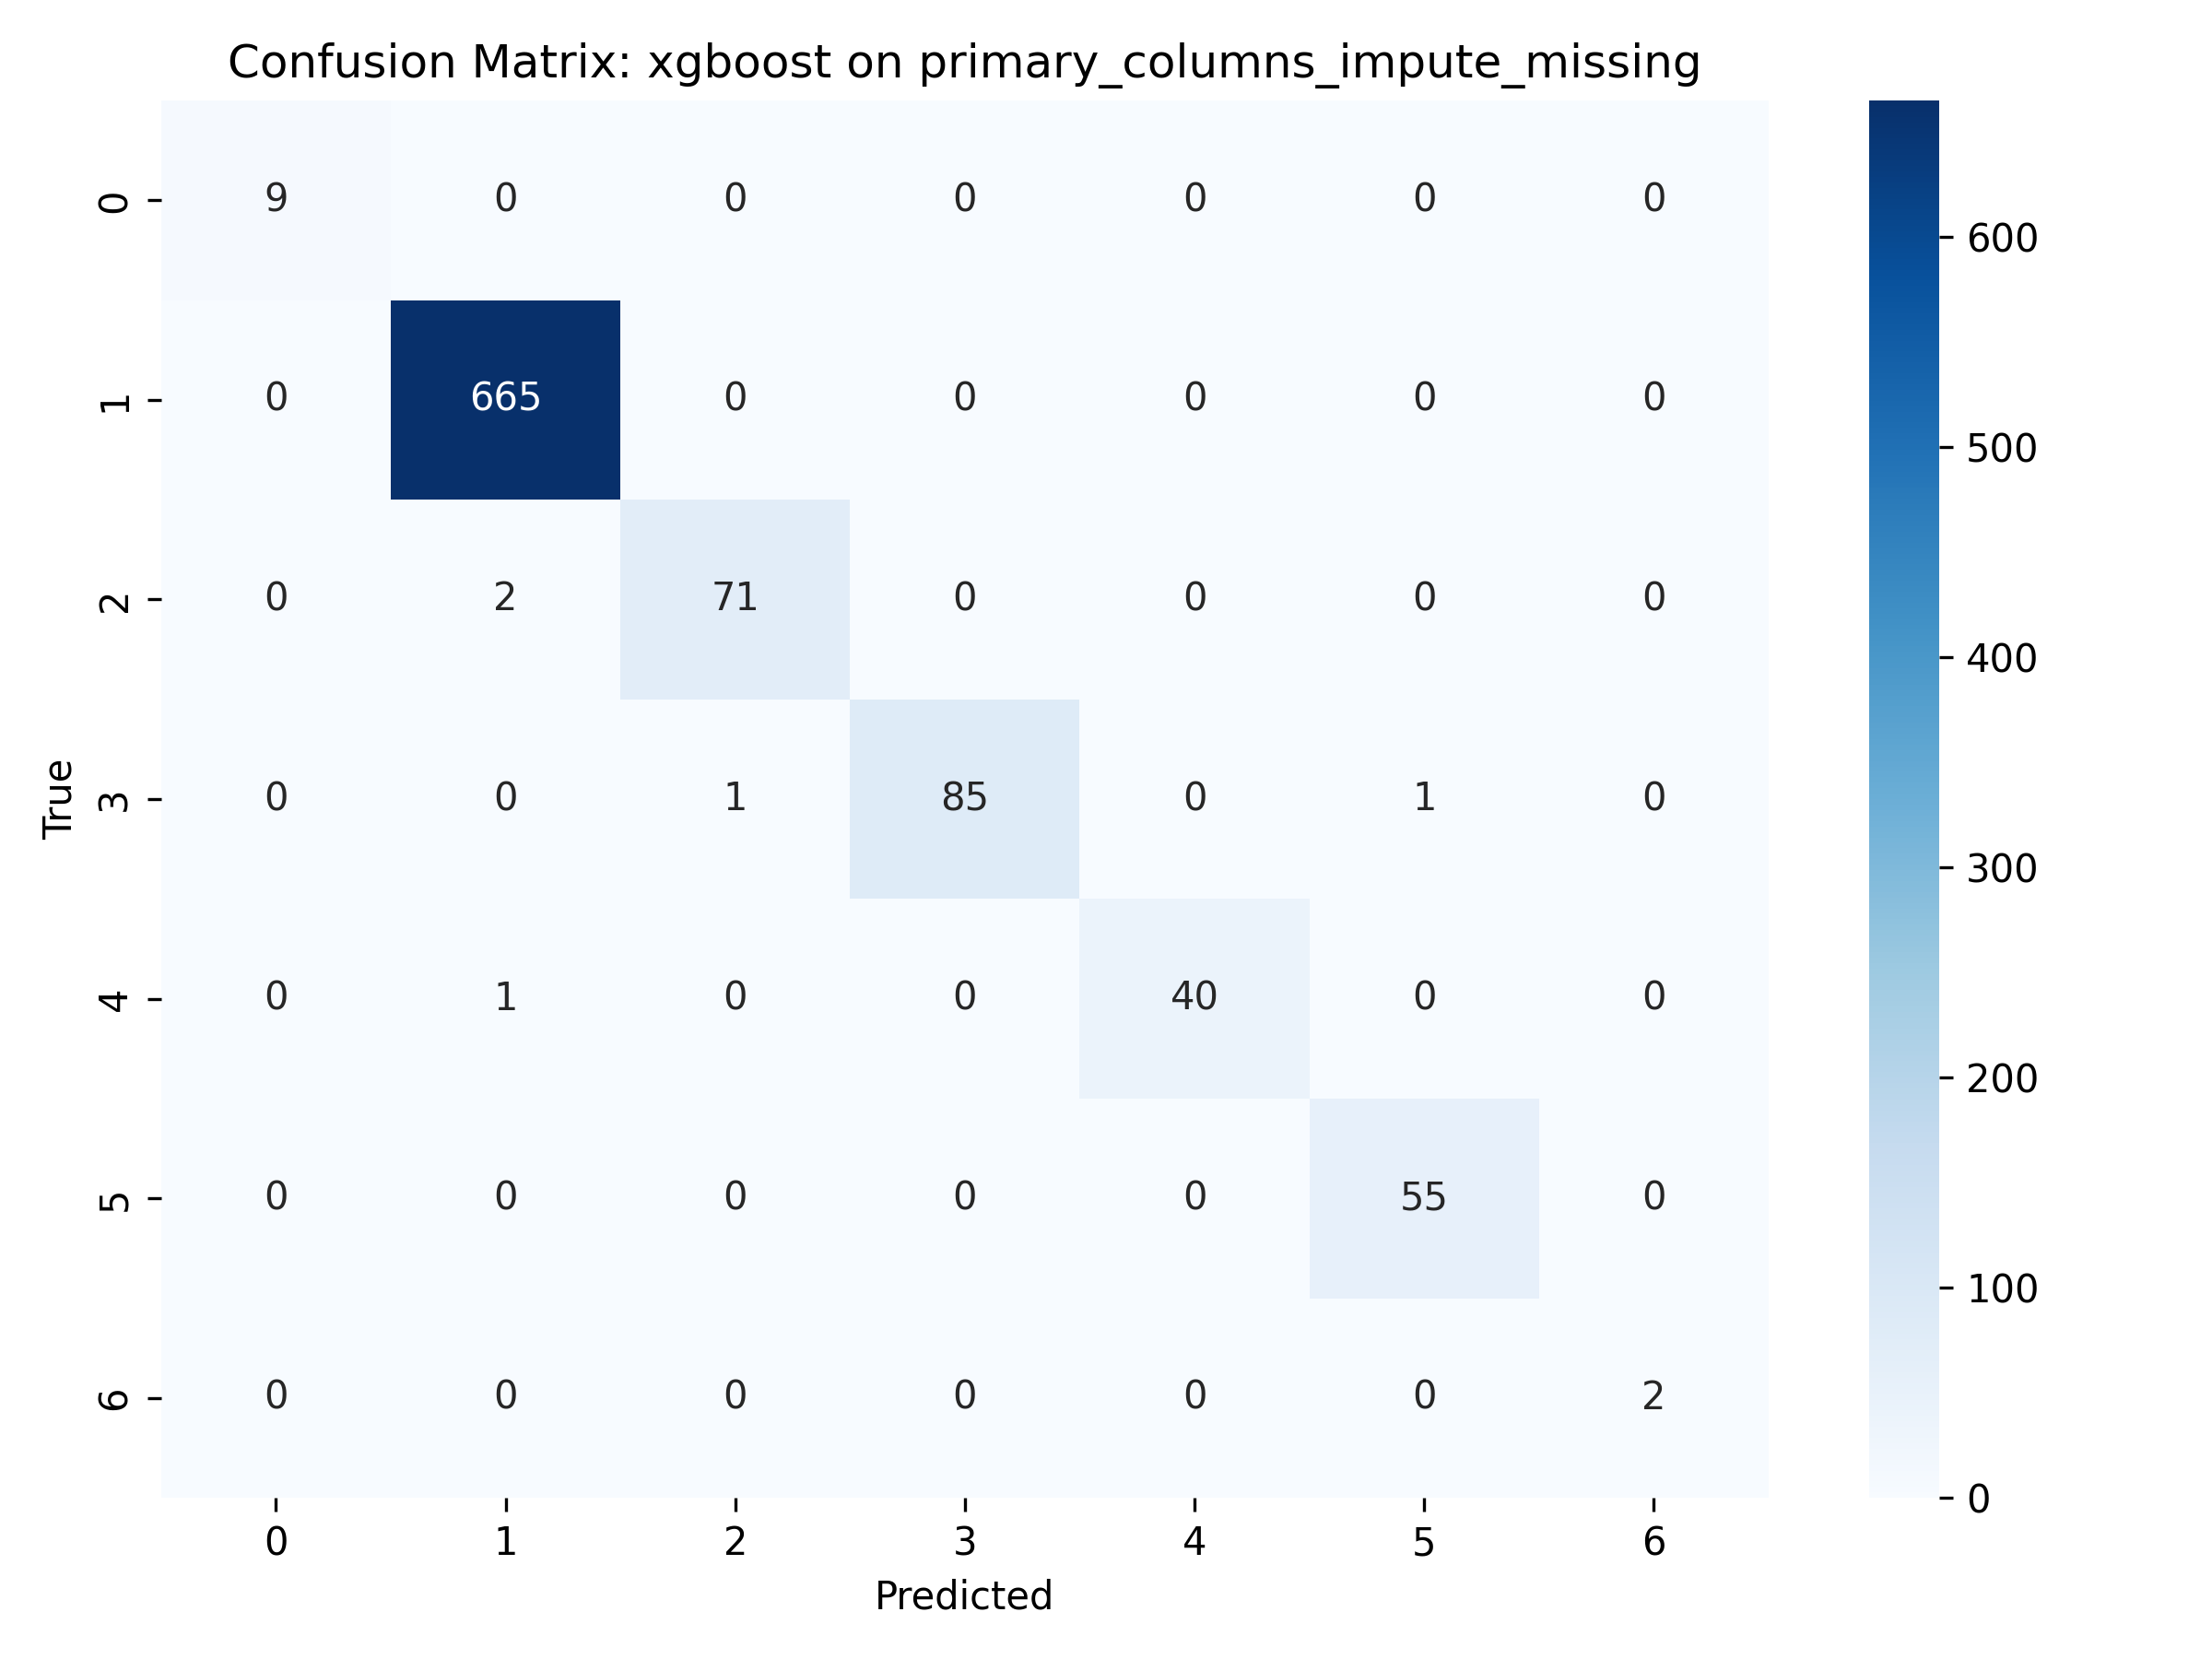 Confusion Matrix: xgboost on primary_columns_impute_missing
0 9 0 0 0 0 0 0
1 0 665 0 0 0 0 0
2 0 2 71 0 0 0 0
3 0 0 1 85 0 1 0
4 0 1 0 0 40 0 0
5 0 0 0 0 0 55 0
6 0 0 0 0 0 0 2
0 1 2 3 4 5 6
Predicted
True
600
500
400
300
200
100
0